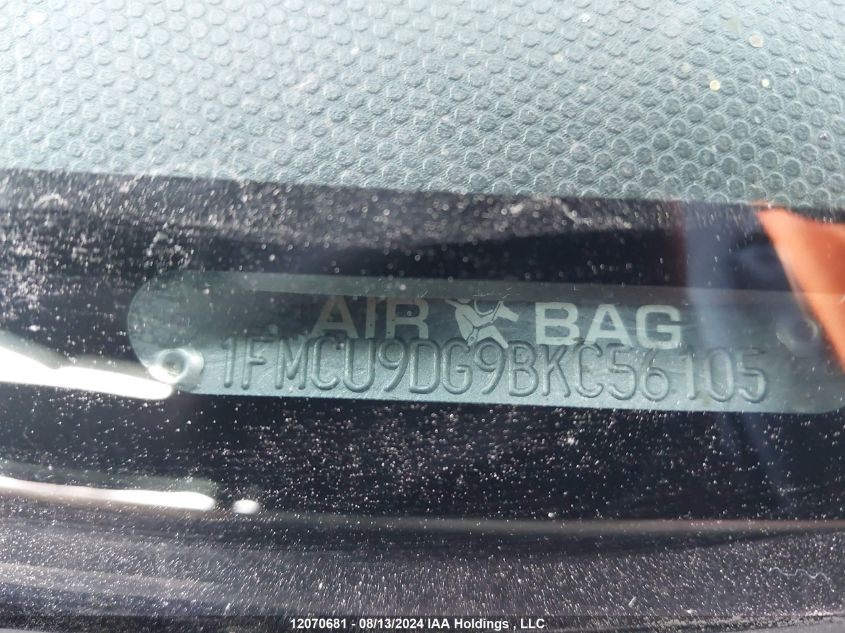 AIR BAG
1FMCU9DG9BKC56105
12070681 - 08/13/2024 IAA Holdings , LLC